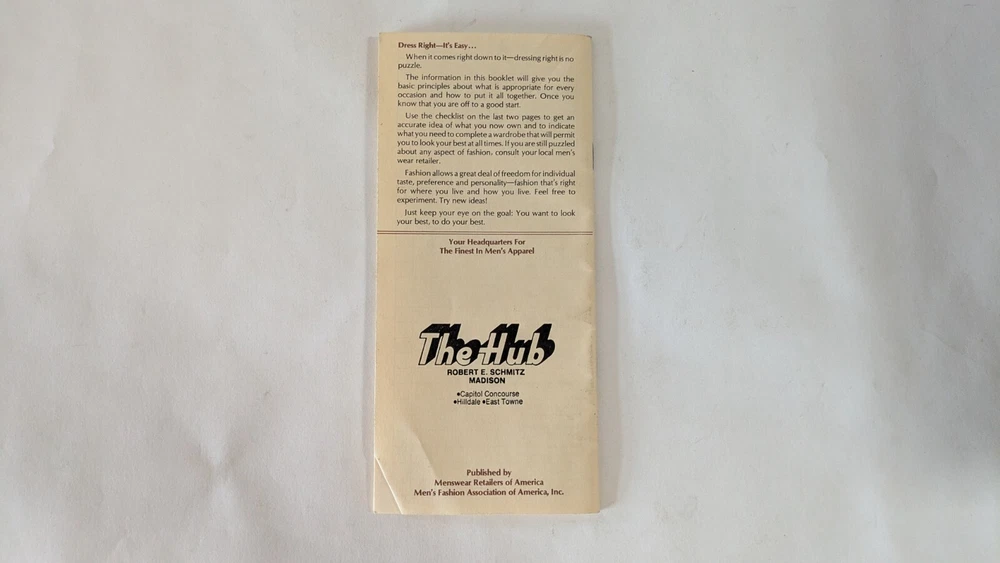 Dress Right—It's Easy...
When it comes right down to it—dressing right is no
puzzle.
The information in this booklet will give you the
basic principles about what is appropriate for every
occasion and how to put it all together. Once you
know that you are off to a good start.
Use the checklist on the last two pages to get an
accurate idea of what you now own and to indicate
what you need to complete a wardrobe that will permit
you to look your best at all times. If you are still puzzled
about any aspect of fashion, consult your local men's
wear retailer.
Fashion allows a great deal of freedom for individual
taste, preference and personality—fashion that's right
for where you live and how you live. Feel free to
experiment. Try new ideas!
Just keep your eye on the goal: You want to look
your best, to do your best.
Your Headquarters For
The Finest In Men's Apparel
The Hub
ROBERT E. SCHMITZ
MADISON
•Capitol Concourse
•Hilldale •East Towne
Published by
Menswear Retailers of America
Men's Fashion Association of America, Inc.